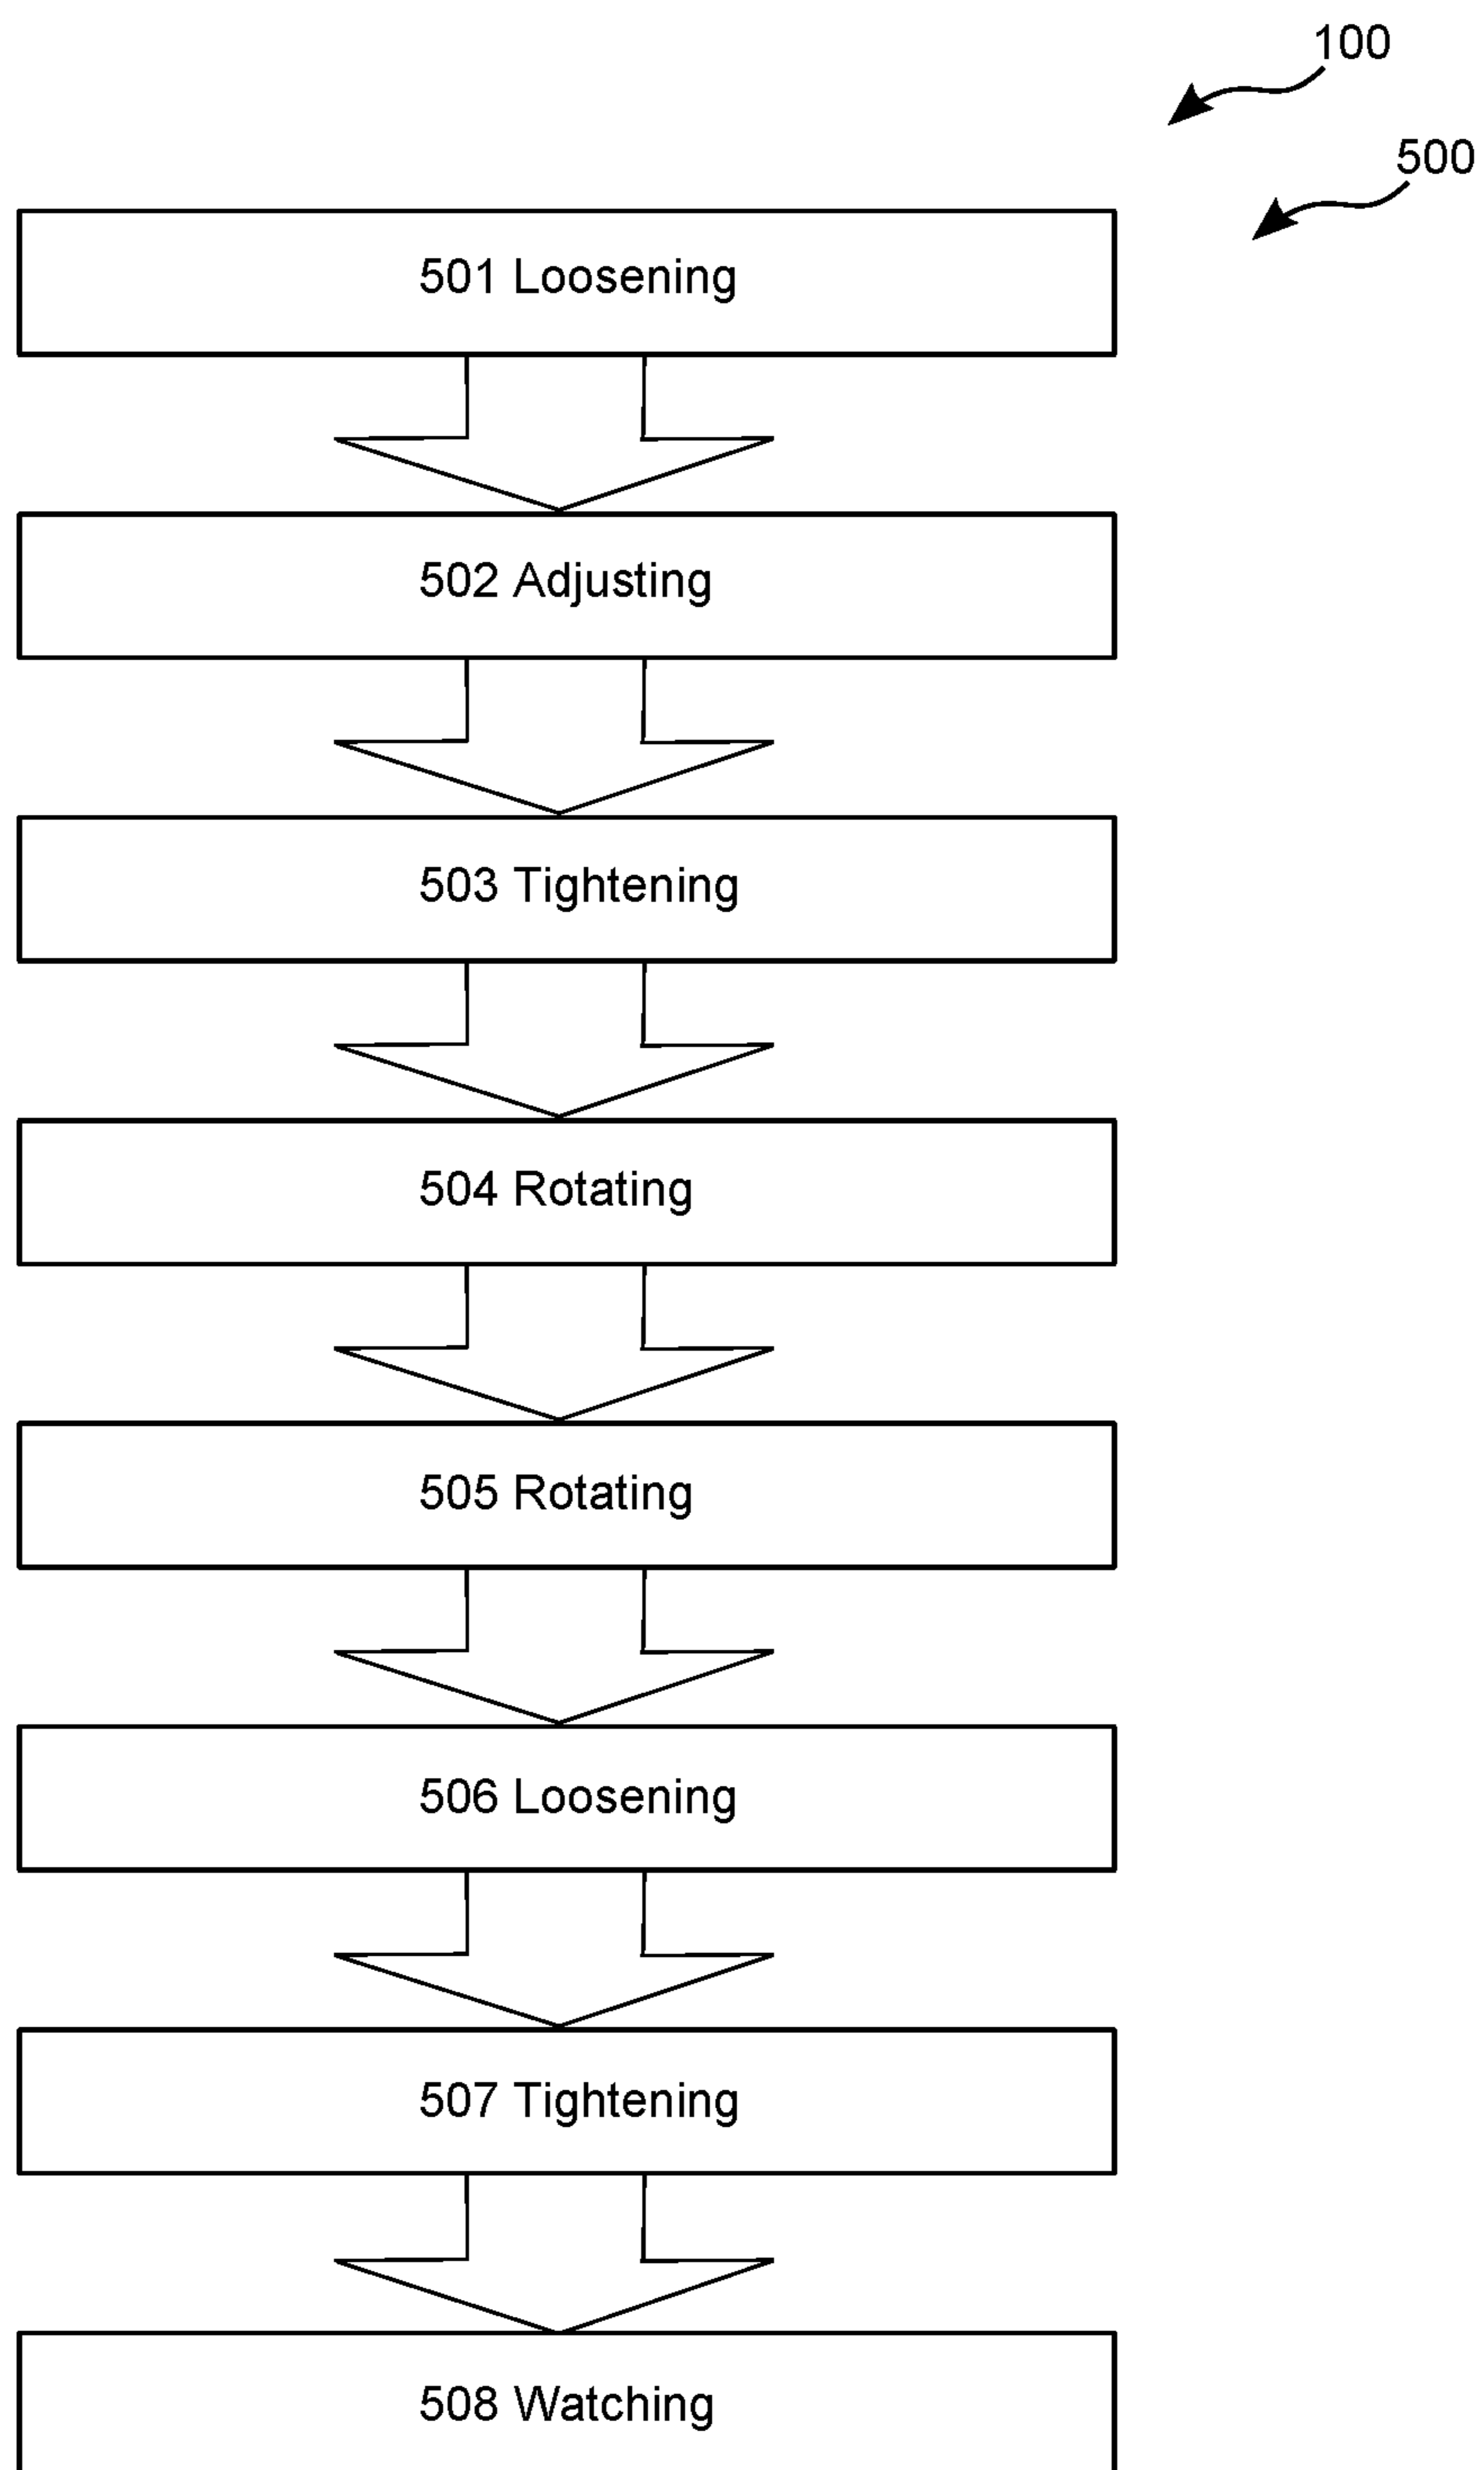 100
500
501 Loosening
502 Adjusting
503 Tightening
504 Rotating
505 Rotating
506 Loosening
507 Tightening
508 Watching